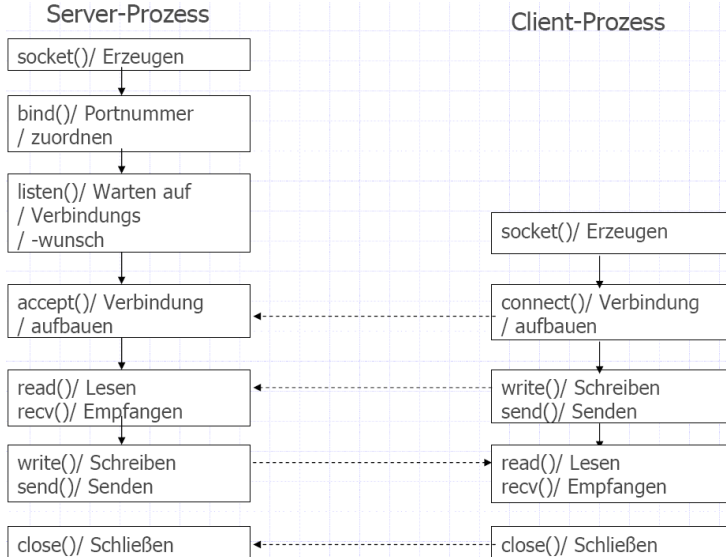 Server-Prozess
socket()/ Erzeugen
bind()/ Portnummer
/ zuordnen
listen()/ Warten auf
/ Verbindungs
/ -wunsch
accept()/ Verbindung
/ aufbauen
read()/ Lesen
recv()/ Empfangen
write()/ Schreiben
send()/ Senden
close()/ Schließen
Client-Prozess
socket()/ Erzeugen
connect()/ Verbindung
/ aufbauen
write()/ Schreiben
send()/ Senden
read()/ Lesen
recv()/ Empfangen
close()/ Schließen